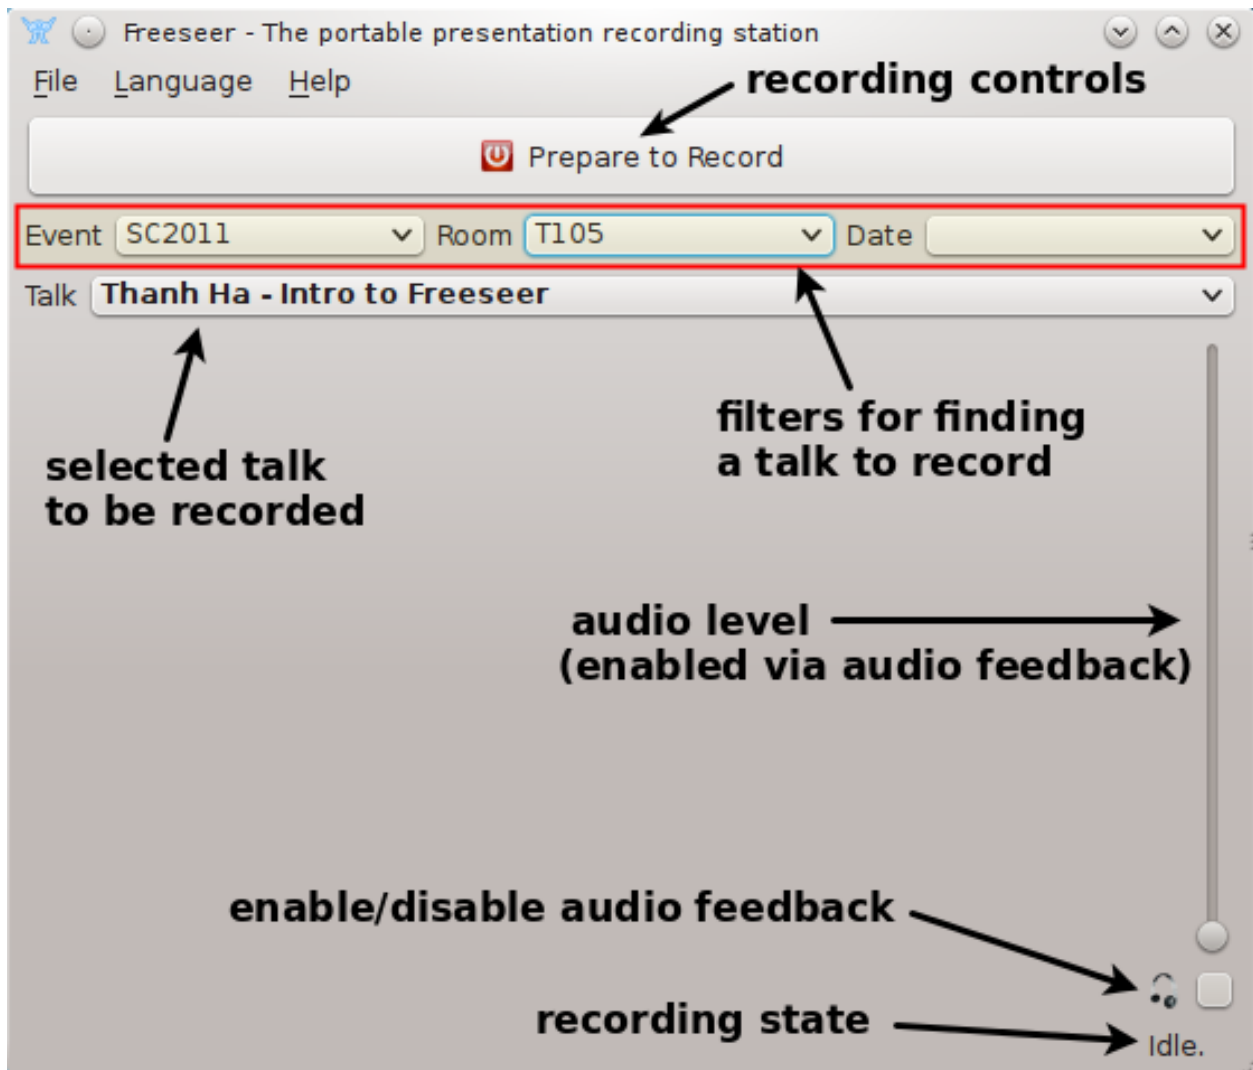 Freeseer - The portable presentation recording station
File Language Help
recording controls
Prepare to Record
Event SC2011 Room T105 Date
Talk Thanh Ha - Intro to Freeseer
filters for finding
a talk to record
selected talk
to be recorded
audio level
(enabled via audio feedback)
enable/disable audio feedback
recording state
Idle.